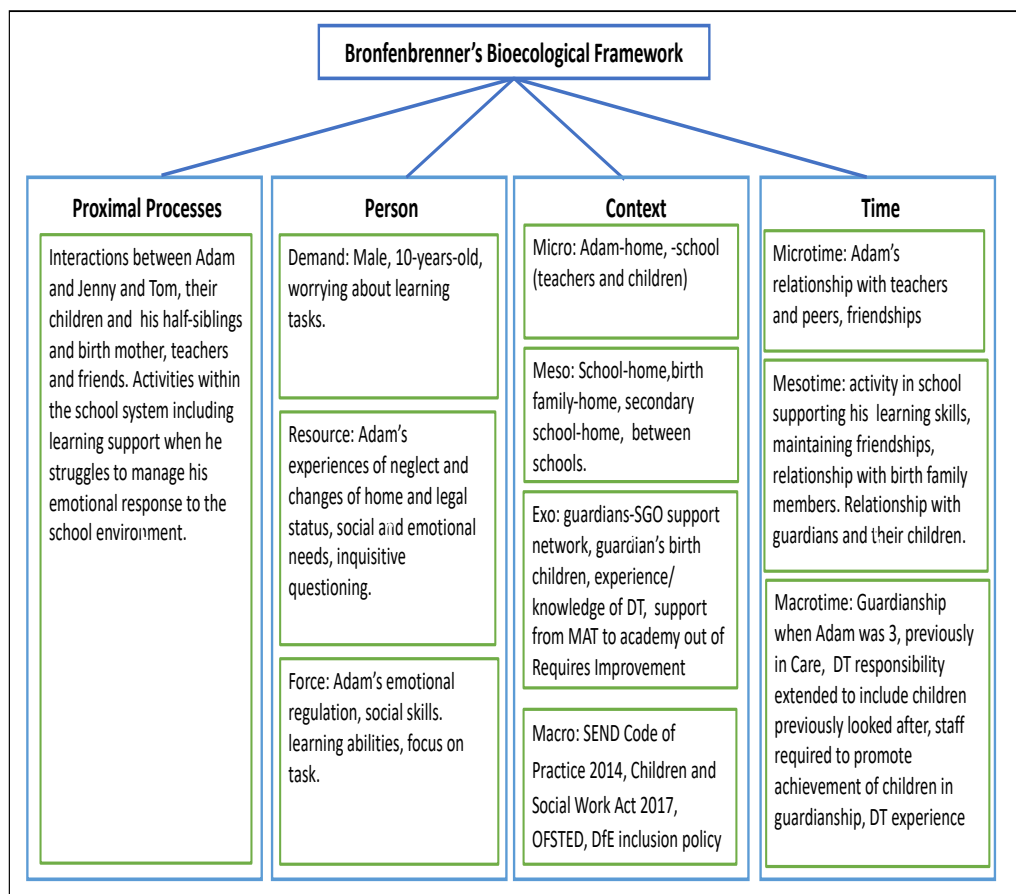 Bronfenbrenner's Bioecological Framework
Proximal Processes
Interactions between Adam
and Jenny and Tom, their
children and his half-siblings
and birth mother, teachers
and friends. Activities within
the school system including
learning support when he
struggles to manage his
emotional response to the
school environment.
Person
Demand: Male, 10-years-old,
worrying about learning
tasks.
Resource: Adam's
experiences of neglect and
changes of home and legal
status, social and emotional
needs, inquisitive
questioning.
Force: Adam's emotional
regulation, social skills.
learning abilities, focus on
task.
Context
Micro: Adam-home, -school
(teachers and children)
Meso: School-home,birth
family-home, secondary
school-home, between
schools.
Exo: guardians-SGO support
network, guardian's birth
children, experience/
knowledge of DT, support
from MAT to academy out of
Requires Improvement
Macro: SEND Code of
Practice 2014, Children and
Social Work Act 2017,
OFSTED, DfE inclusion policy
Time
Microtime: Adam's
relationship with teachers
and peers, friendships
Mesotime: activity in school
supporting his learning skills,
maintaining friendships,
relationship with birth family
members. Relationship with
guardians and their children.
Macrotime: Guardianship
when Adam was 3, previously
in Care, DT responsibility
extended to include children
previously looked after, staff
required to promote
achievement of children in
guardianship, DT experience